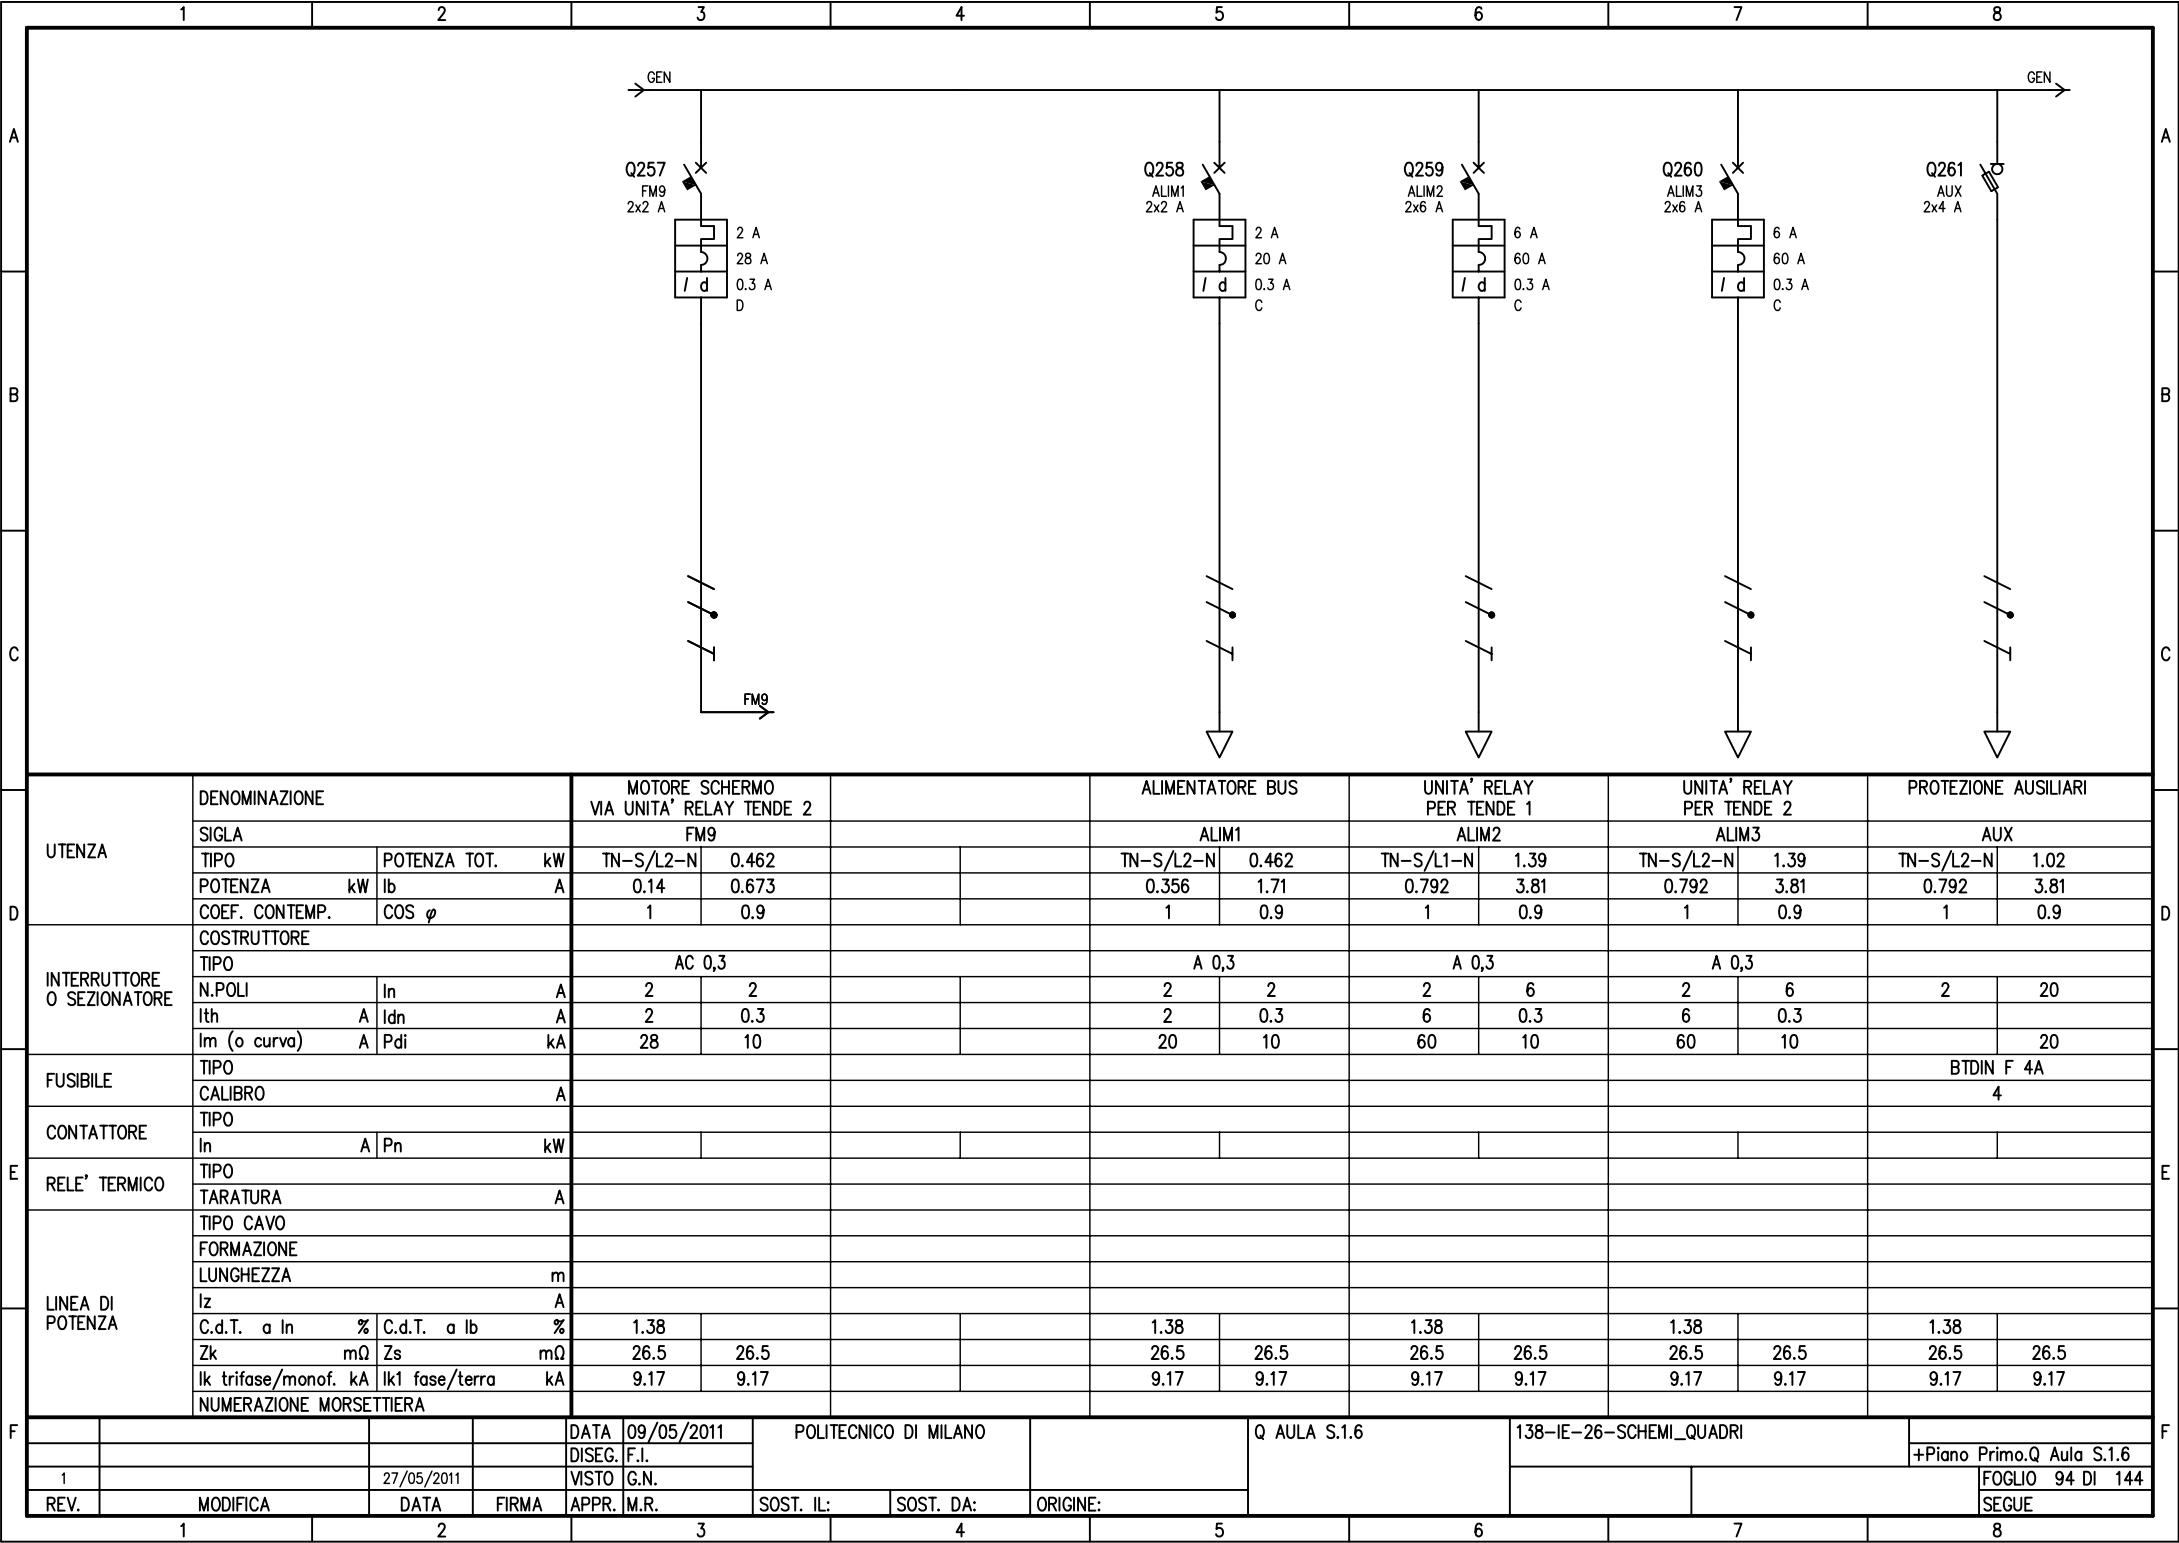 1 2 3 4 5 6 7 8
GEN GEN
A A
Q257 Q258 Q259 Q260 Q261
FM9 ALIM1 ALIM2 ALIM3 AUX
2x2 A 2x2 A 2x6 A 2x6 A 2x4 A
2 A 2 A 6 A 6 A
28 A 20 A 60 A 60 A
I d 0.3 A I d 0.3 A I d 0.3 A I d 0.3 A
D C C C
B B
C C
FM9
UTENZA
DENOMINAZIONE MOTORE SCHERMO ALIMENTATORE BUS UNITA' RELAY UNITA' RELAY PROTEZIONE AUSILIARI
VIA UNITA' RELAY TENDE 2 PER TENDE 1 PER TENDE 2
SIGLA FM9 ALIM1 ALIM2 ALIM3 AUX
TIPO POTENZA TOT. kW TN-S/L2-N 0.462 TN-S/L2-N 0.462 TN-S/L1-N 1.39 TN-S/L2-N 1.39 TN-S/L2-N 1.02
POTENZA kW Ib A 0.14 0.673 0.356 1.71 0.792 3.81 0.792 3.81 0.792 3.81
D COEF. CONTEMP. COS φ 1 0.9 1 0.9 1 0.9 1 0.9 1 0.9 D
INTERRUTTORE
O SEZIONATORE
COSTRUTTORE
TIPO AC 0,3 A 0,3 A 0,3 A 0,3
N.POLI In A 2 2 2 2 2 6 2 6 2 20
Ith A Idn A 2 0.3 2 0.3 6 0.3 6 0.3
Im (o curva) A Pdi kA 28 10 20 10 60 10 60 10 20
FUSIBILE
TIPO BTDIN F 4A
CALIBRO A 4
CONTATTORE
TIPO
In A Pn kW
E E
RELE' TERMICO
TIPO
TARATURA A
LINEA DI
POTENZA
TIPO CAVO
FORMAZIONE
LUNGHEZZA m
Iz A
C.d.T. a In % C.d.T. a Ib % 1.38 1.38 1.38 1.38 1.38
Zk mΩ Zs mΩ 26.5 26.5 26.5 26.5 26.5 26.5 26.5 26.5 26.5 26.5
Ik trifase/monof. kA Ik1 fase/terra kA 9.17 9.17 9.17 9.17 9.17 9.17 9.17 9.17 9.17 9.17
NUMERAZIONE MORSETTIERA
F DATA 09/05/2011 POLITECNICO DI MILANO Q AULA S.1.6 138-IE-26-SCHEMI_QUADRI F
DISEG. F.I. +Piano Primo.Q Aula S.1.6
1 27/05/2011 VISTO G.N. FOGLIO 94 DI 144
REV. MODIFICA DATA FIRMA APPR. M.R. SOST. IL: SOST. DA: ORIGINE: SEGUE
1 2 3 4 5 6 7 8